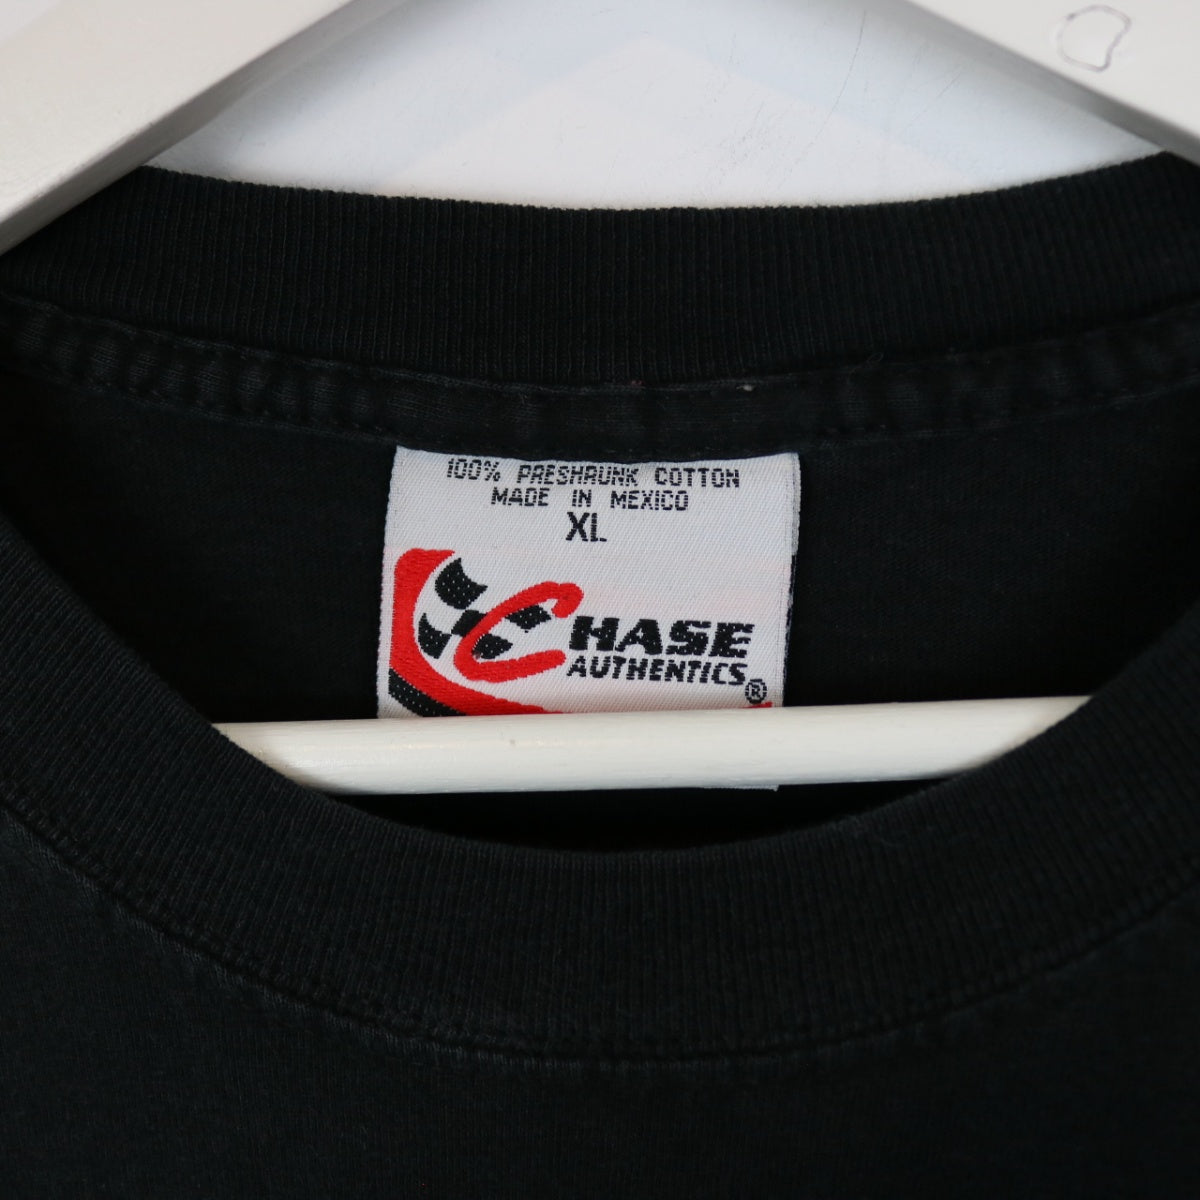 100% PRESHRUNK COTTON
MADE IN MEXICO
XL
CHASE
AUTHENTICS®